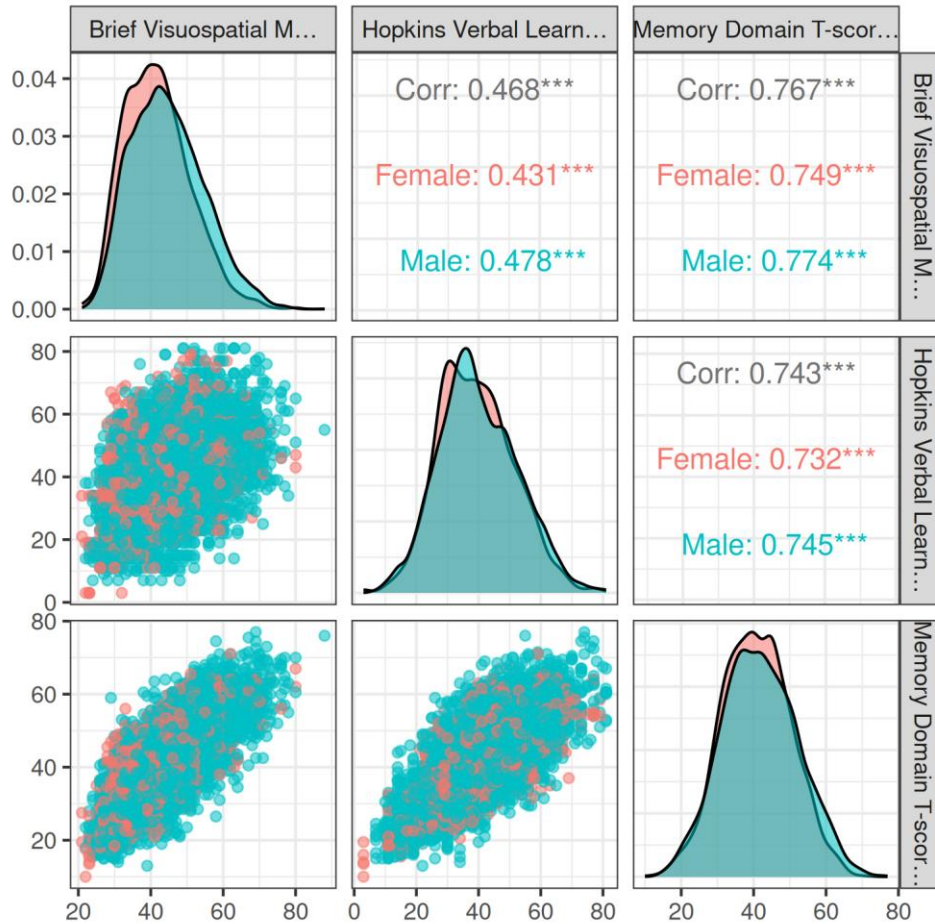 Brief Visuospatial M…
Hopkins Verbal Learn…
Memory Domain T-scor…
0.04
0.03
0.02
0.01
0.00
Corr: 0.468***
Female: 0.431***
Male: 0.478***
Corr: 0.767***
Female: 0.749***
Male: 0.774***
Brief Visuospatial M…
80
60
40
20
0
Corr: 0.743***
Female: 0.732***
Male: 0.745***
Hopkins Verbal Learn…
80
60
40
20
Memory Domain T-scor…
20 40 60 80
0 20 40 60 80
20 40 60 80